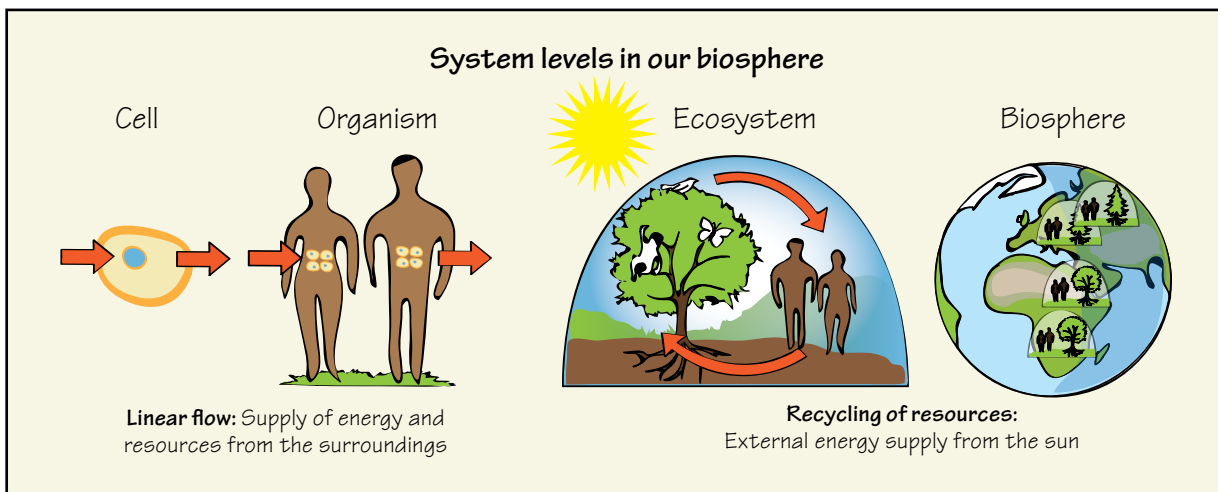 System levels in our biosphere
Cell
Organism
Ecosystem
Biosphere
Linear flow: Supply of energy and
resources from the surroundings
Recycling of resources:
External energy supply from the sun